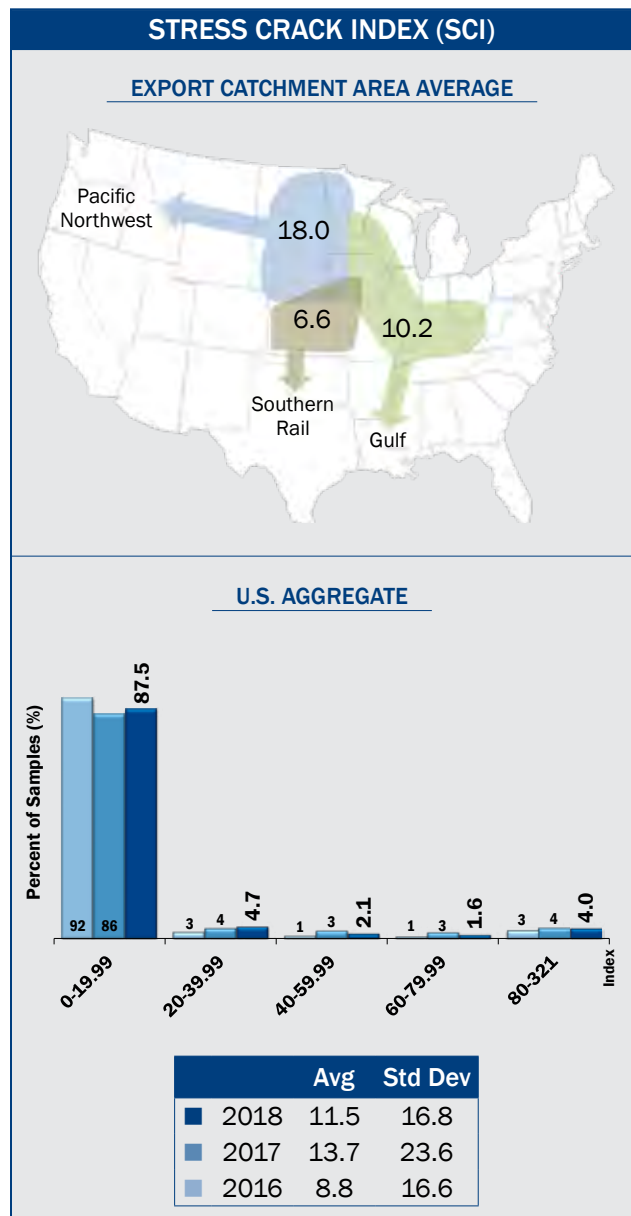 STRESS CRACK INDEX (SCI)
EXPORT CATCHMENT AREA AVERAGE
Pacific
Northwest
18.0
6.6
10.2
Southern
Rail
Gulf
U.S. AGGREGATE
Percent of Samples (%)
92 86 87.5
3 4 4.7
1 3 2.1
1 3 1.6
3 4 4.0
0-19.99 20-39.99 40-59.99 60-79.99 80-321
Index
Avg Std Dev
2018 11.5 16.8
2017 13.7 23.6
2016 8.8 16.6